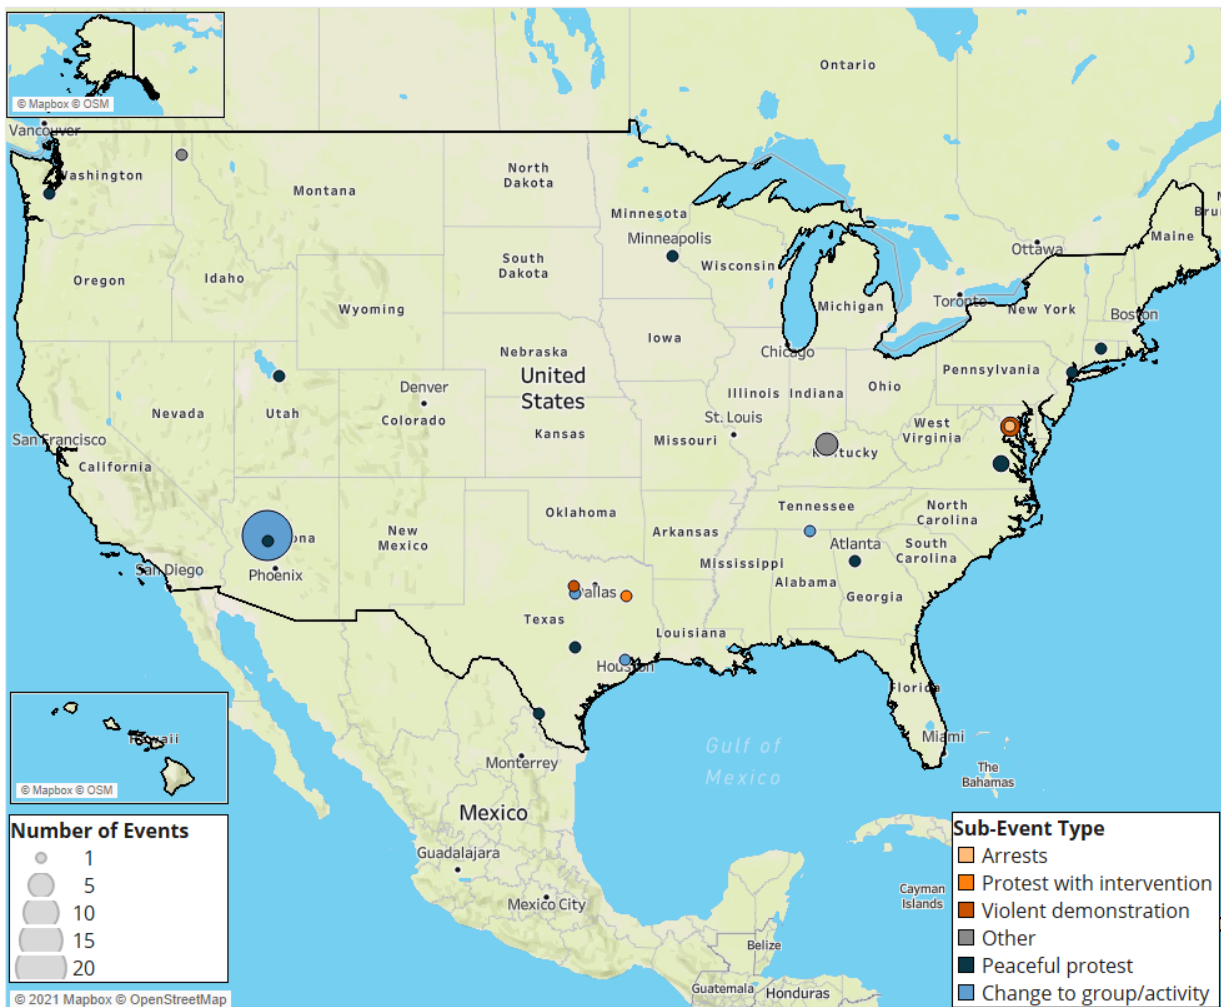 © Mapbox © OSM
Ontario
Vancouver
Washington
North
Dakota
Montana
Minnesota
Minneapolis
Ottawa
Maine
Oregon
Idaho
South
Dakota
Wisconsin
Michigan
Toronto
New York
Boston
Wyoming
Iowa
Chicago
Nebraska
United
States
Pennsylvania
Nevada
Utah
Denver
Colorado
Illinois
Indiana
Ohio
San Francisco
California
Kansas
St. Louis
Missouri
West
Virginia
Kentucky
Oklahoma
Tennessee
North
Carolina
New
Mexico
ona
Arkansas
Atlanta
South
Carolina
San Diego
Phoenix
Mississippi
Alabama
Georgia
Dallas
Texas
Louisiana
Houston
Florida
Hawaii
Miami
Gulf of
Mexico
Monterrey
The
Bahamas
© Mapbox © OSM
Mexico
Number of Events
1
5
10
15
20
Guadalajara
Mexico City
Cayman
Islands
Belize
Guatemala
Honduras
Sub-Event Type
Arrests
Protest with intervention
Violent demonstration
Other
Peaceful protest
Change to group/activity
© 2021 Mapbox © OpenStreetMap